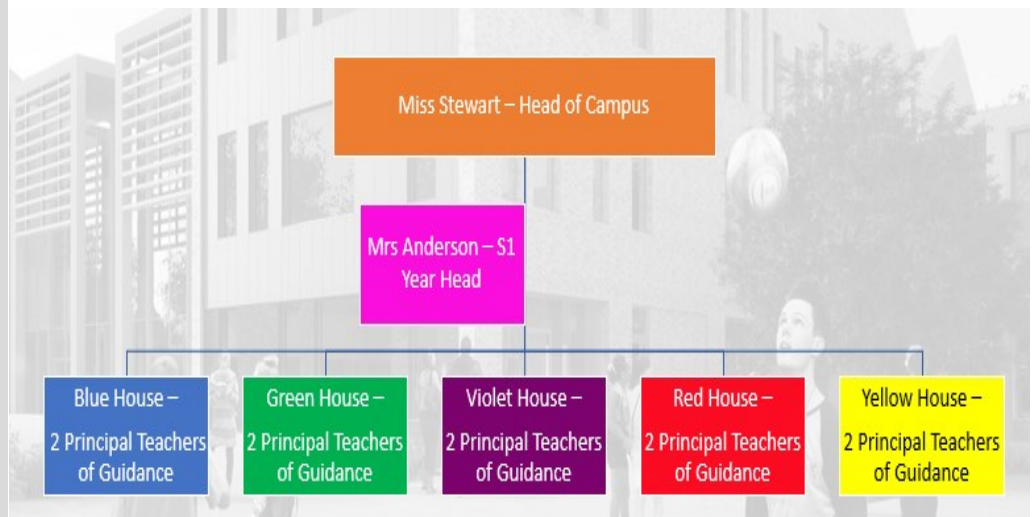 Miss Stewart – Head of Campus
Mrs Anderson – S1
Year Head
Blue House –
2 Principal Teachers
of Guidance
Green House –
2 Principal Teachers
of Guidance
Violet House –
2 Principal Teachers
of Guidance
Red House –
2 Principal Teachers
of Guidance
Yellow House –
2 Principal Teachers
of Guidance